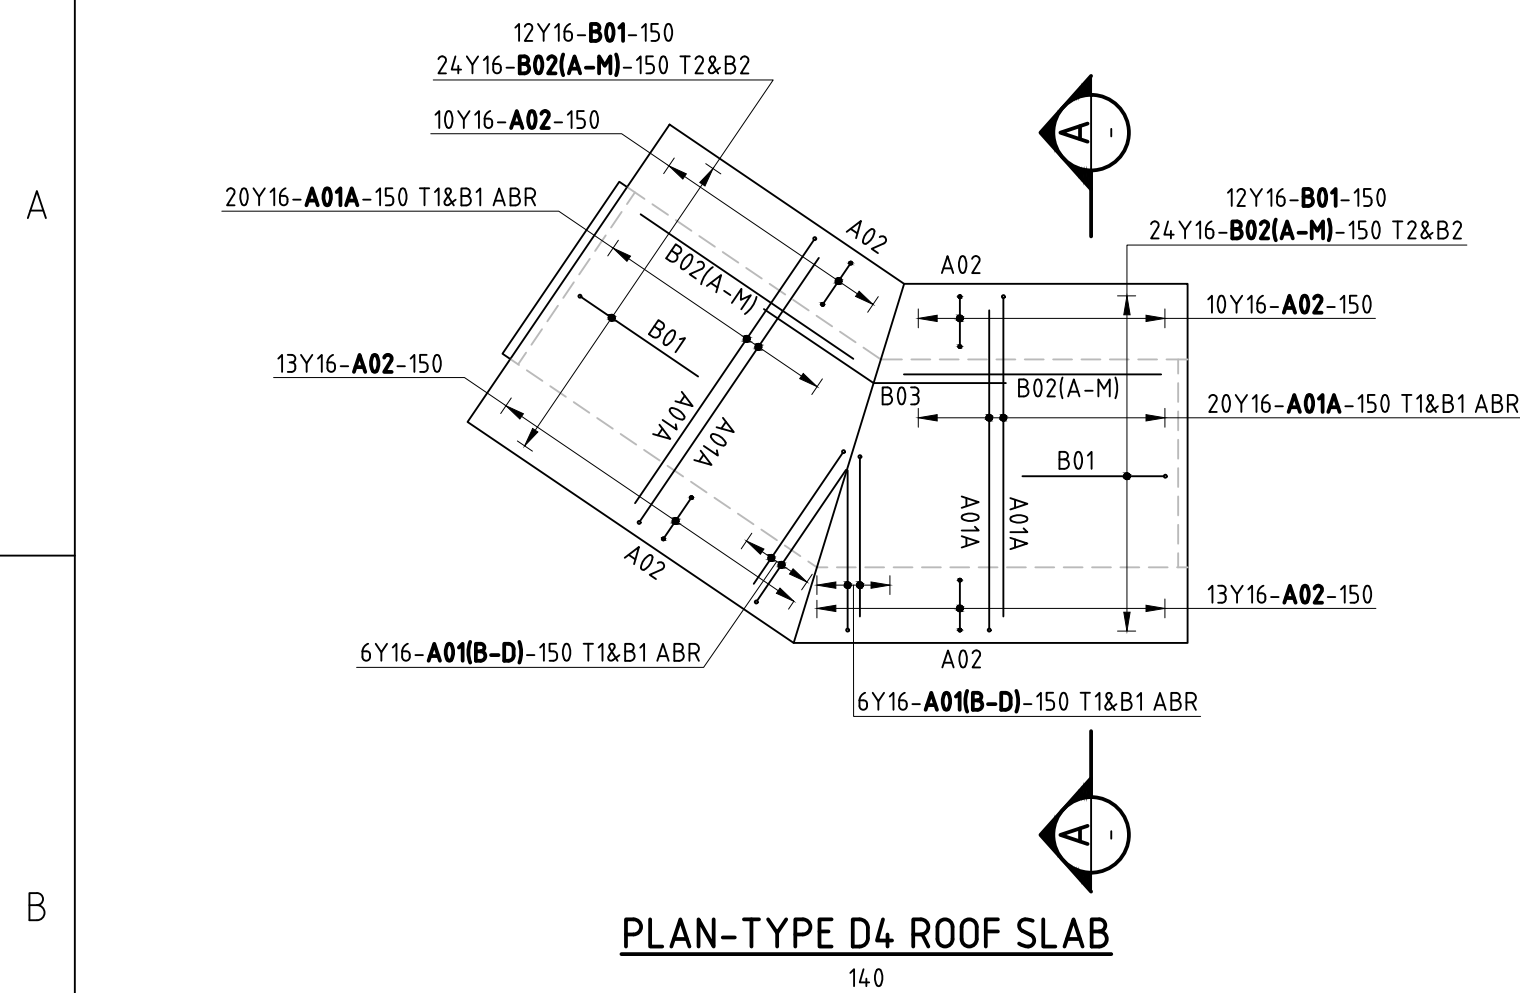 12Y16-B01-150
24Y16-B02(A-M)-150 T2&B2
10Y16-A02-150
A
A
-
20Y16-A01A-150 T1&B1 ABR
12Y16-B01-150
24Y16-B02(A-M)-150 T2&B2
A02
A02
B02(A-M)
10Y16-A02-150
B01
13Y16-A02-150
B02(A-M)
B03
20Y16-A01A-150 T1&B1 ABR
A01A
A01A
B01
A01A
A01A
A02
13Y16-A02-150
6Y16-A01(B-D)-150 T1&B1 ABR
A02
6Y16-A01(B-D)-150 T1&B1 ABR
A
-
B
PLAN-TYPE D4 ROOF SLAB
140